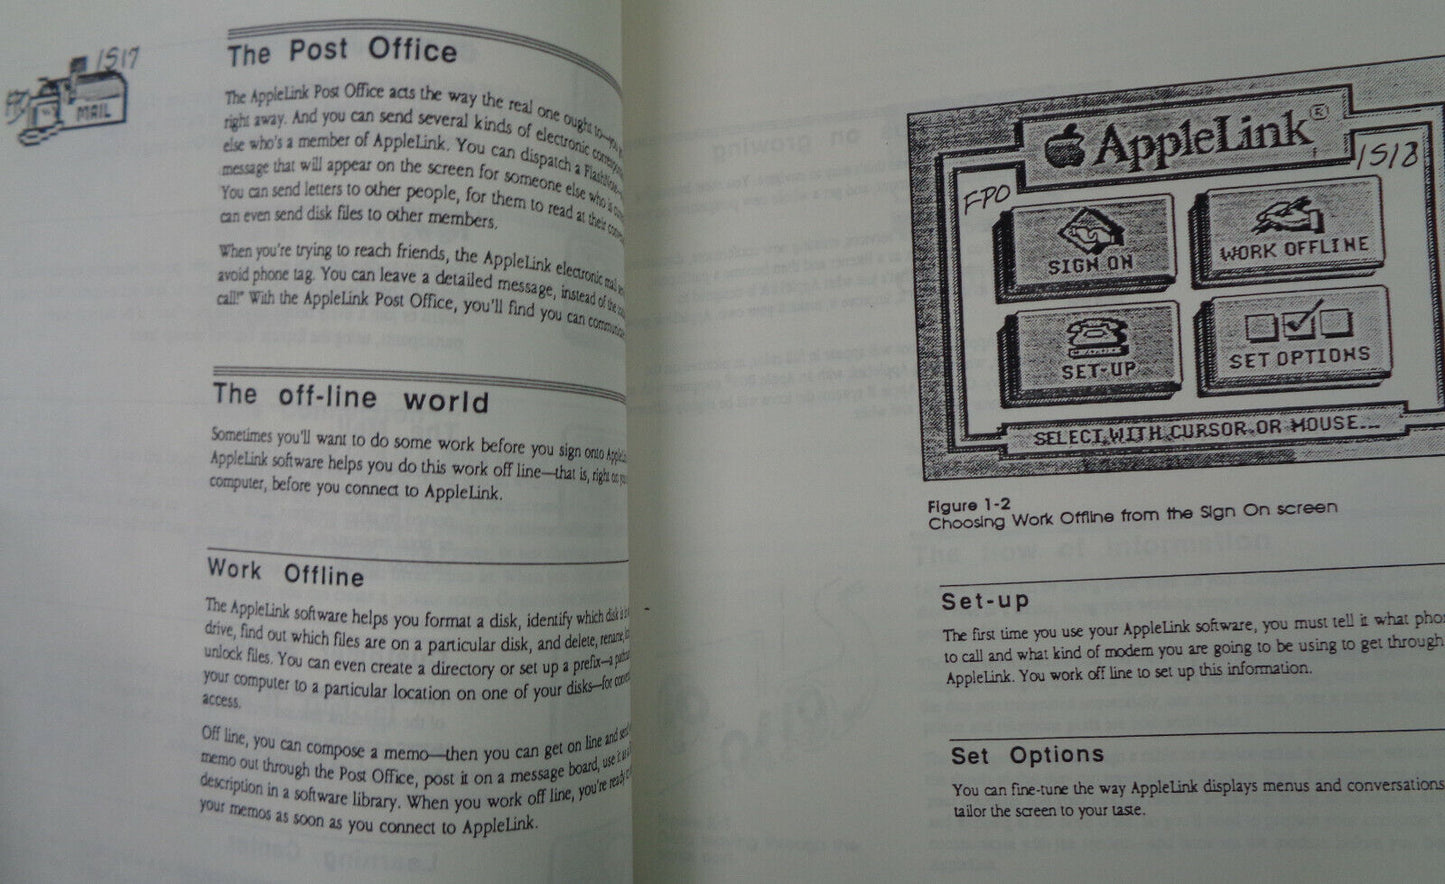 1517
MAIL
The Post Office
The AppleLink Post Office acts the way the real one ought to—
right away. And you can send several kinds of electronic
else who's a member of AppleLink. You can dispatch a
message that will appear on the screen for someone else who is
You can send letters to other people, for them to read at their
can even send disk files to other members.
When you're trying to reach friends, the AppleLink electronic mail
avoid phone tag. You can leave a detailed message, instead of the
call!" With the AppleLink Post Office, you'll find you can
The off-line world
Sometimes you'll want to do some work before you sign onto
AppleLink software helps you do this work off line—that is, right on
computer, before you connect to AppleLink.
Work Offline
The AppleLink software helps you format a disk, identify which disk is
drive, find out which files are on a particular disk, and delete, rename,
unlock files. You can even create a directory or set up a prefix—a
your computer to a particular location on one of your disks—for
access.
Off line, you can compose a memo—then you can get on line and
memo out through the Post Office, post it on a message board, use it
description in a software library. When you work off line, you're ready
your memos as soon as you connect to AppleLink.
AppleLink®
1518
FPO
SIGN ON
WORK OFFLINE
SET-UP
SET OPTIONS
SELECT WITH CURSOR OR MOUSE...
Figure 1-2
Choosing Work Offline from the Sign On screen
Set-up
The first time you use your AppleLink software, you must tell it what
to call and what kind of modem you are going to be using to get through
AppleLink. You work off line to set up this information.
Set Options
You can fine-tune the way AppleLink displays menus and conversations
tailor the screen to your taste.